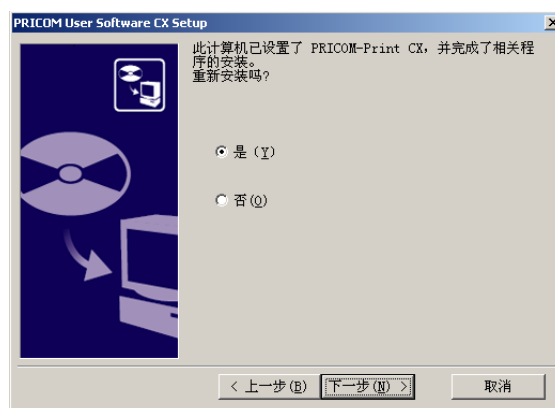 PRICOM User Software CX Setup
此计算机已设置了 PRICOM-Print CX，并完成了相关程
序的安装。
重新安装吗?
是(Y)
否(O)
< 上一步(B) 下一步(N) > 取消